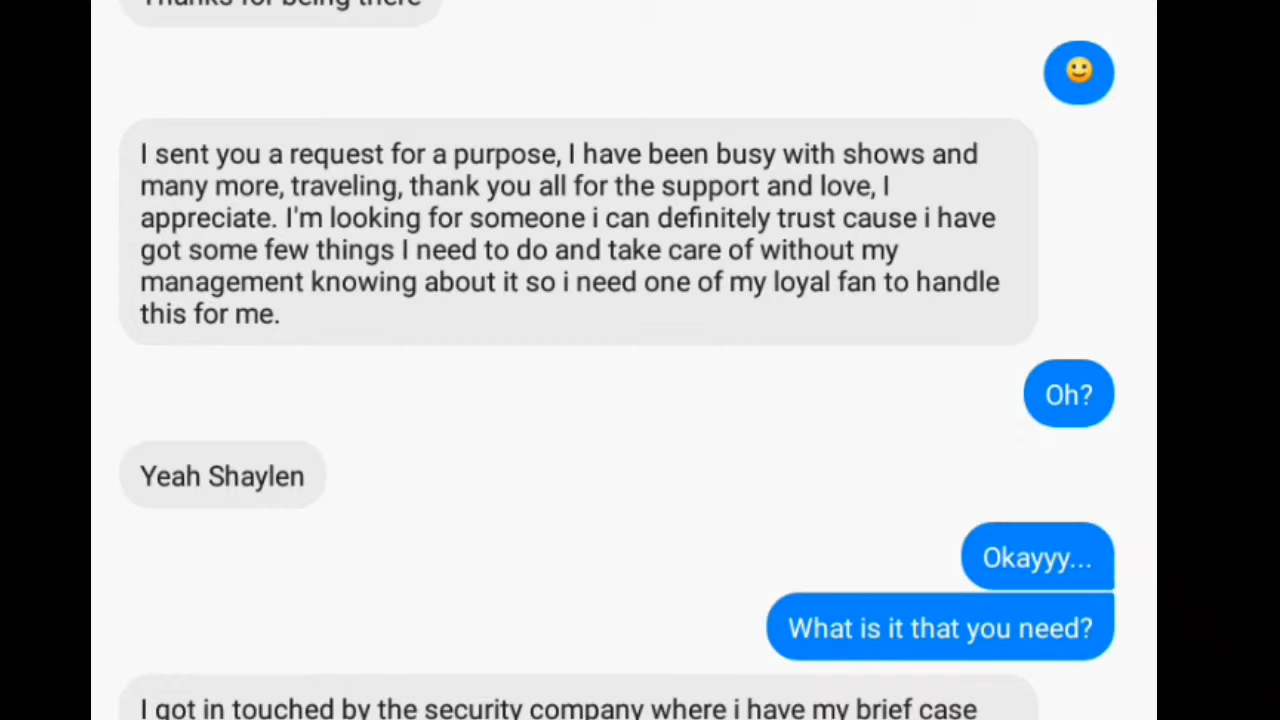 Thanks for being there
I sent you a request for a purpose, I have been busy with shows and
many more, traveling, thank you all for the support and love, I
appreciate. I'm looking for someone i can definitely trust cause i have
got some few things I need to do and take care of without my
management knowing about it so i need one of my loyal fan to handle
this for me.
Oh?
Yeah Shaylen
Okayyy...
What is it that you need?
I got in touched by the security company where i have my brief case